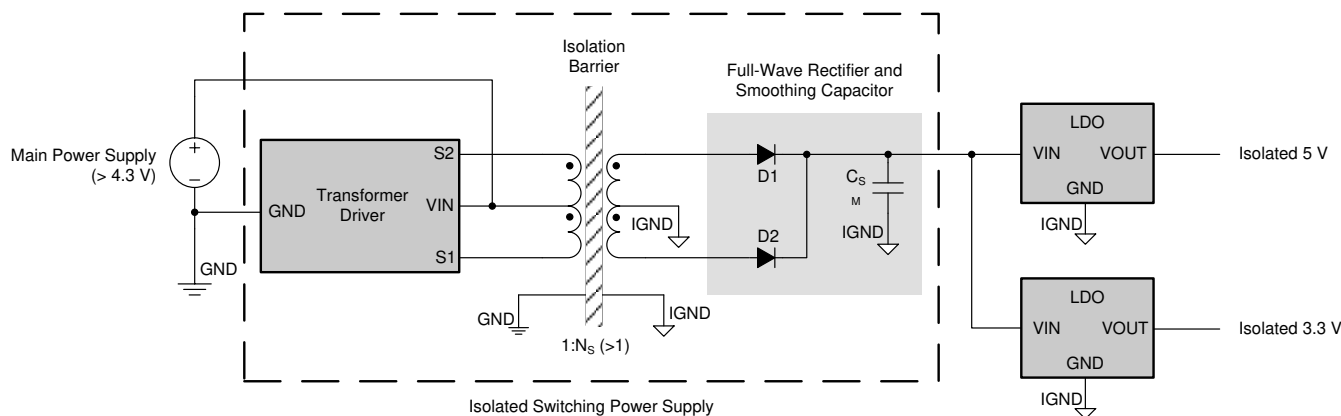 Isolation
Barrier
Full-Wave Rectifier and
Smoothing Capacitor
Main Power Supply
(> 4.3 V)
+
–
GND
Transformer
Driver
GND
S2
VIN
S1
IGND
D1
D2
CS
M
IGND
GND
IGND
1:NS (>1)
Isolated Switching Power Supply
LDO
VIN
VOUT
GND
IGND
Isolated 5 V
LDO
VIN
VOUT
GND
IGND
Isolated 3.3 V